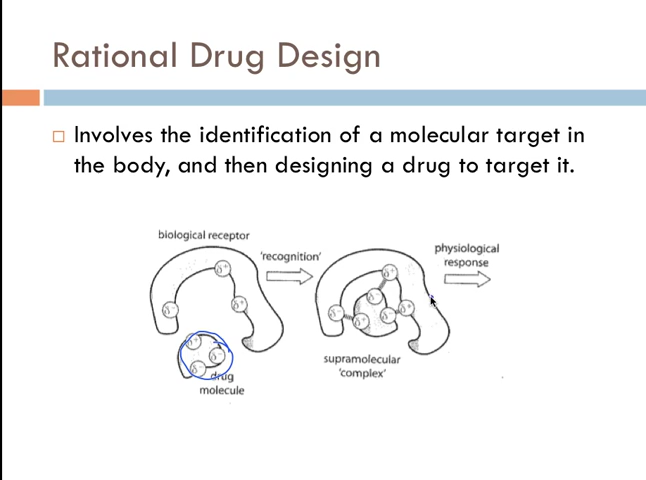 Rational Drug Design
Involves the identification of a molecular target in
the body, and then designing a drug to target it.
biological receptor
'recognition'
physiological
response
δ+
δ-
δ+
δ+
δ-
δ-
drug
molecule
δ+
δ-
δ-
δ+
supramolecular
'complex'